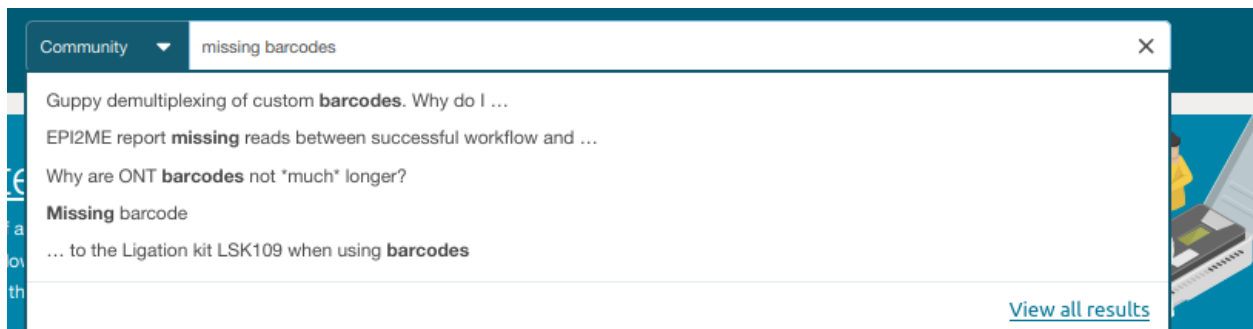 Community
missing barcodes
Guppy demultiplexing of custom barcodes. Why do I …
EPI2ME report missing reads between successful workflow and …
Why are ONT barcodes not *much* longer?
Missing barcode
… to the Ligation kit LSK109 when using barcodes
View all results